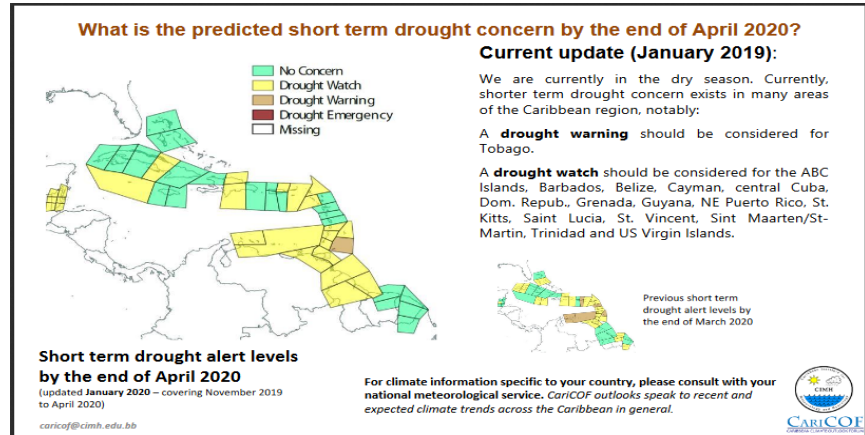 What is the predicted short term drought concern by the end of April 2020?
No Concern
Drought Watch
Drought Warning
Drought Emergency
Missing
Current update (January 2019):
We are currently in the dry season. Currently,
shorter term drought concern exists in many areas
of the Caribbean region, notably:
A drought warning should be considered for
Tobago.
A drought watch should be considered for the ABC
Islands, Barbados, Belize, Cayman, central Cuba,
Dom. Repub., Grenada, Guyana, NE Puerto Rico, St.
Kitts, Saint Lucia, St. Vincent, Sint Maarten/St-
Martin, Trinidad and US Virgin Islands.
Previous short term
drought alert levels by
the end of March 2020
Short term drought alert levels
by the end of April 2020
(updated January 2020 – covering November 2019
to April 2020)
caricof@cimh.edu.bb
For climate information specific to your country, please consult with your
national meteorological service. CariCOF outlooks speak to recent and
expected climate trends across the Caribbean in general.
CIMH
CARICOF